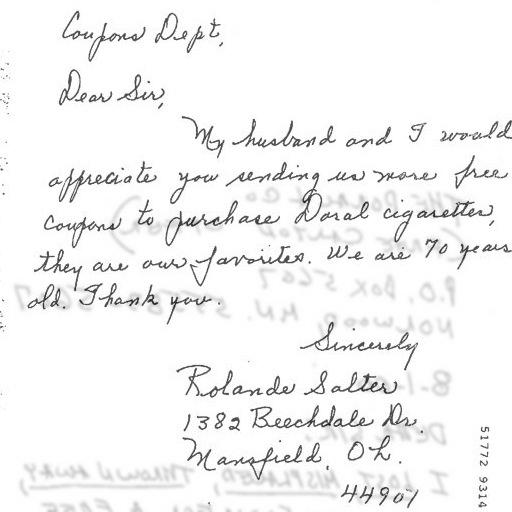 Coupons Dept,
Dear Sir,
My husband and I would
appreciate you sending us more free
coupons to purchase Doral cigarettes,
they are our favorites. We are 70 years
old. Thank you.
Sincerely
Rolande Salter
1382 Beechdale Dr.
Mansfield, Oh.
44907
51772 9314